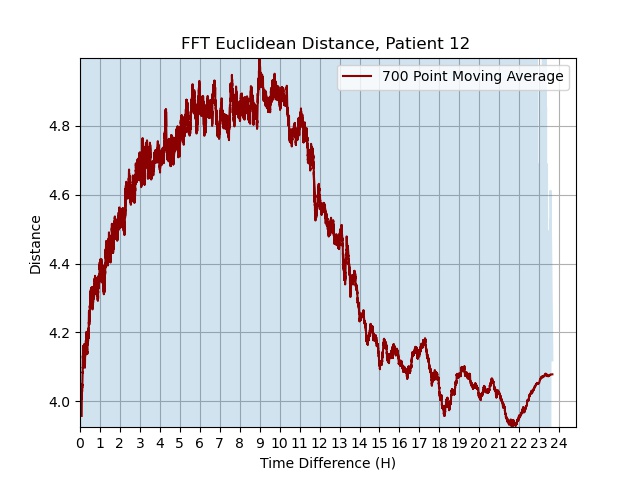 FFT Euclidean Distance, Patient 12
700 Point Moving Average
4.8
4.6
4.4
4.2
4.0
Distance
0 1 2 3 4 5 6 7 8 9 10 11 12 13 14 15 16 17 18 19 20 21 22 23 24
Time Difference (H)